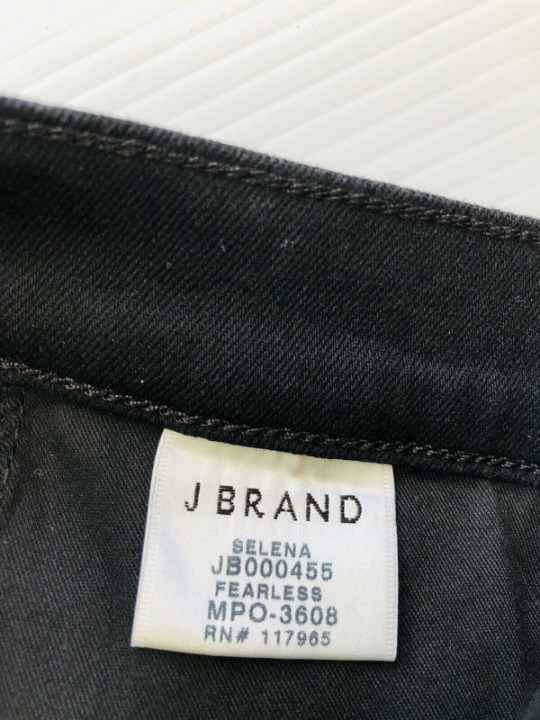 J BRAND
SELENA
JB000455
FEARLESS
MPO-3608
RN# 117965